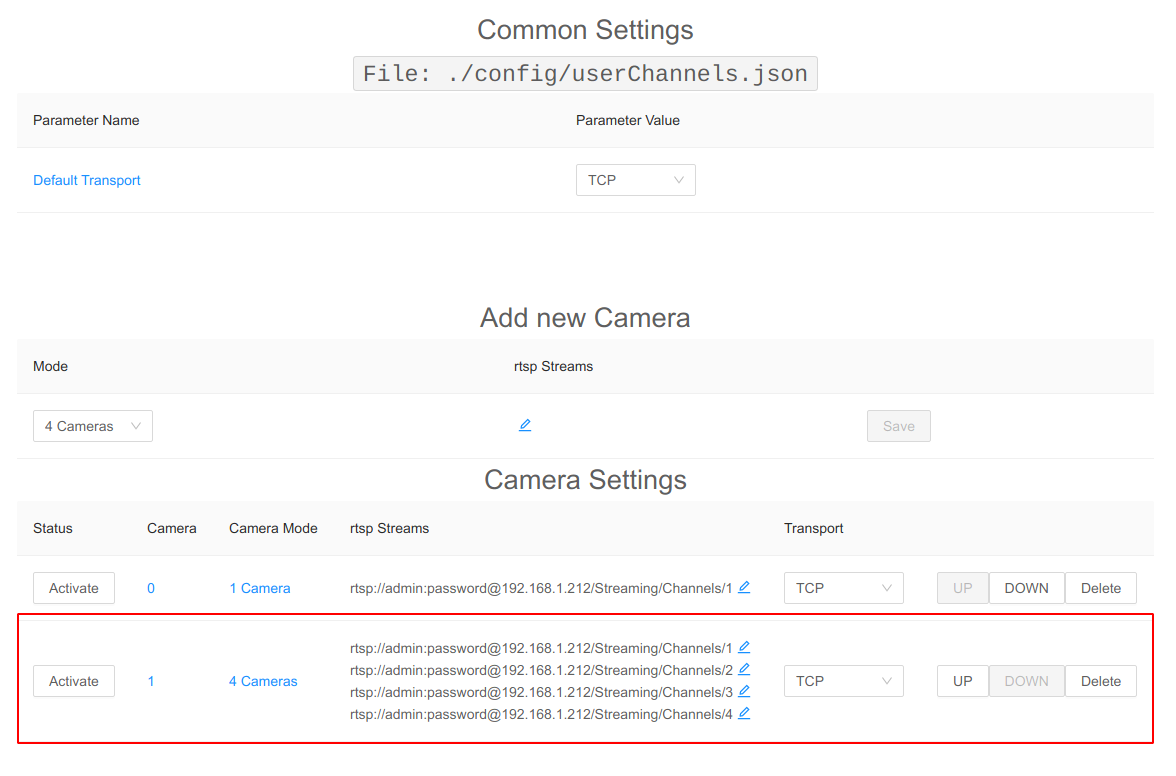 Common Settings
File: ./config/userChannels.json
Parameter Name Parameter Value
Default Transport TCP
Add new Camera
Mode rtsp Streams
4 Cameras Save
Camera Settings
Status Camera Camera Mode rtsp Streams Transport
Activate 0 1 Camera rtsp://admin:password@192.168.1.212/Streaming/Channels/1 TCP UP DOWN Delete
rtsp://admin:password@192.168.1.212/Streaming/Channels/1
rtsp://admin:password@192.168.1.212/Streaming/Channels/2
Activate 1 4 Cameras TCP UP DOWN Delete
rtsp://admin:password@192.168.1.212/Streaming/Channels/3
rtsp://admin:password@192.168.1.212/Streaming/Channels/4